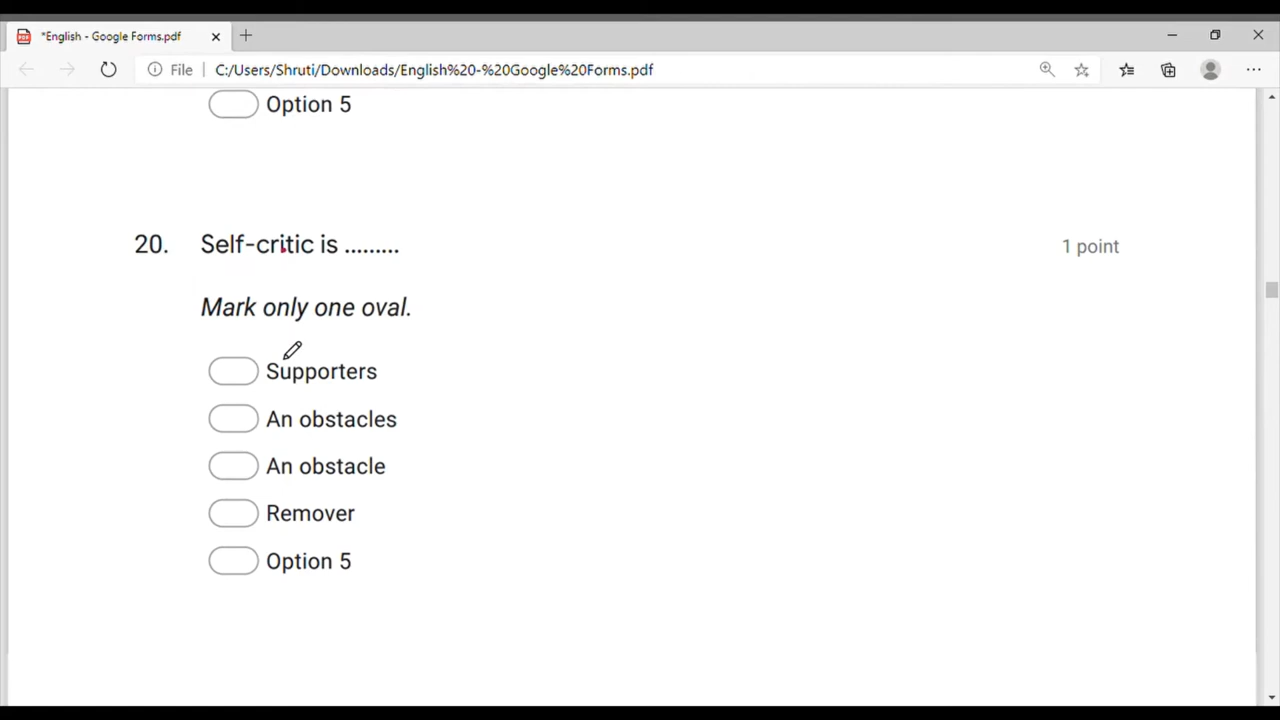 *English - Google Forms.pdf
File | C:/Users/Shruti/Downloads/English%20-%20Google%20Forms.pdf
Option 5
20. Self-critic is ......... 1 point
Mark only one oval.
Supporters
An obstacles
An obstacle
Remover
Option 5